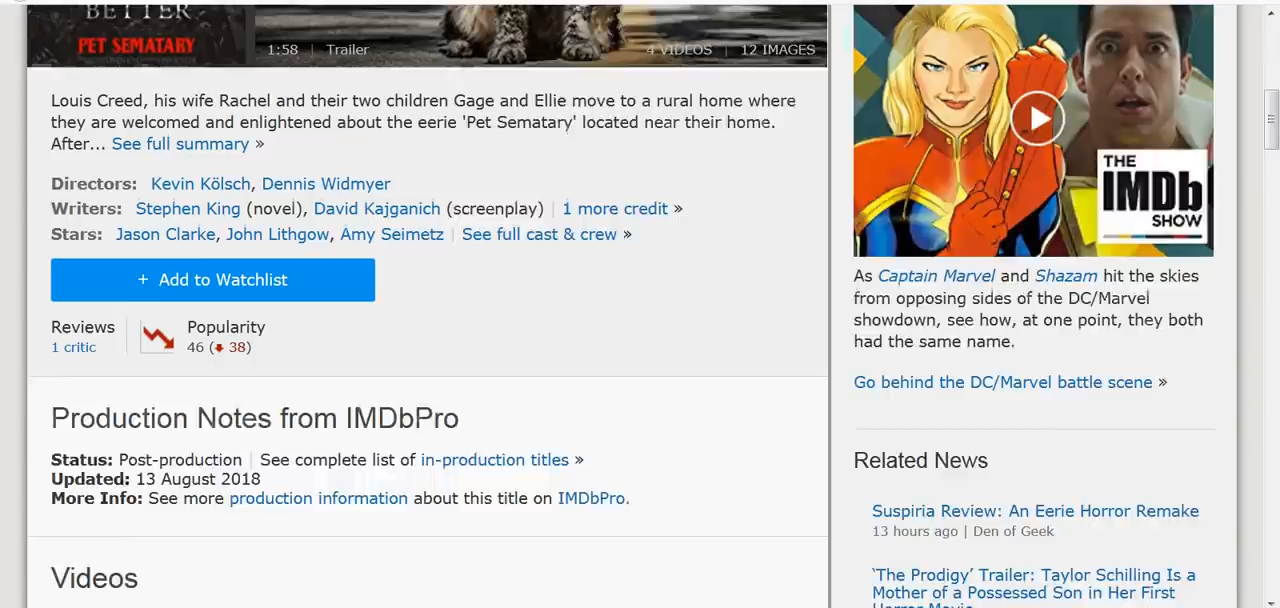 BETTER
PET SEMATARY
1:58 | Trailer
4 VIDEOS | 12 IMAGES
Louis Creed, his wife Rachel and their two children Gage and Ellie move to a rural home where
they are welcomed and enlightened about the eerie 'Pet Sematary' located near their home.
After... See full summary »
Directors: Kevin Kölsch, Dennis Widmyer
Writers: Stephen King (novel), David Kajganich (screenplay) | 1 more credit »
Stars: Jason Clarke, John Lithgow, Amy Seimetz | See full cast & crew »
+ Add to Watchlist
Reviews
1 critic
Popularity
46 (38)
Production Notes from IMDbPro
Status: Post-production | See complete list of in-production titles »
Updated: 13 August 2018
More Info: See more production information about this title on IMDbPro.
Videos
THE
IMDb
SHOW
As Captain Marvel and Shazam hit the skies
from opposing sides of the DC/Marvel
showdown, see how, at one point, they both
had the same name.
Go behind the DC/Marvel battle scene »
Related News
Suspiria Review: An Eerie Horror Remake
13 hours ago | Den of Geek
‘The Prodigy’ Trailer: Taylor Schilling Is a
Mother of a Possessed Son in Her First
Horror Movie